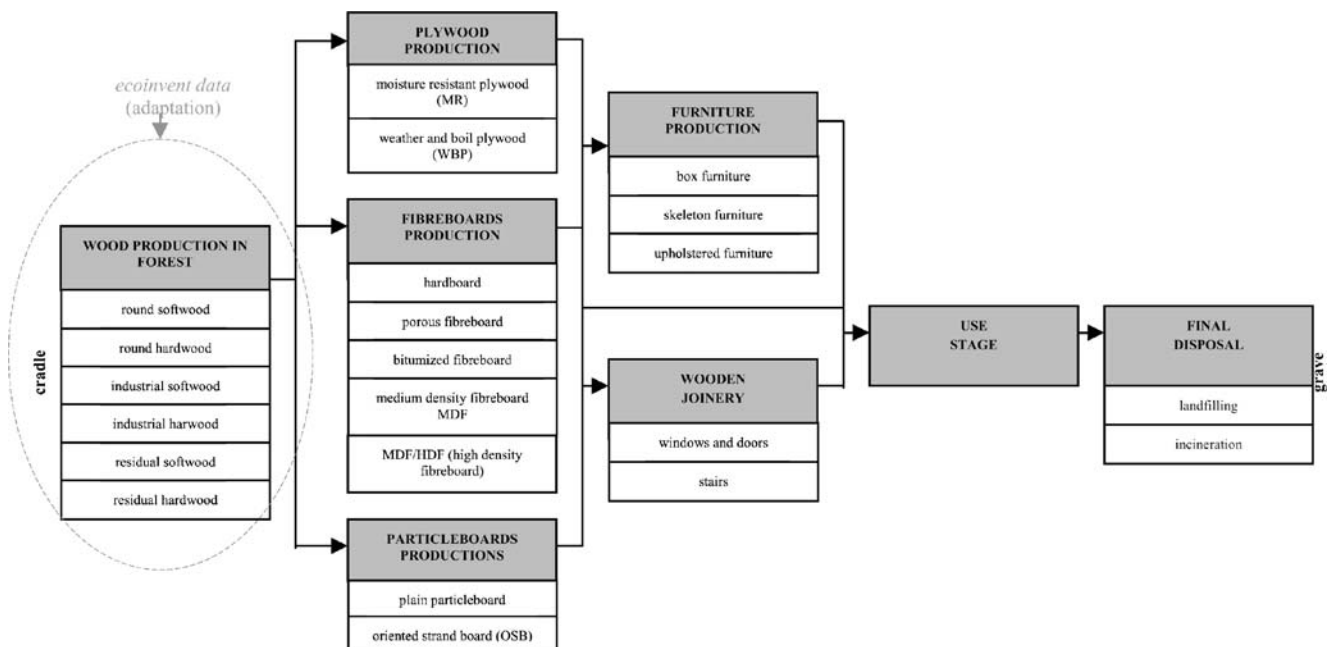 ecoinvent data
(adaptation)
cradle
WOOD PRODUCTION IN
FOREST
round softwood
round hardwood
industrial softwood
industrial harwood
residual softwood
residual hardwood
PLYWOOD
PRODUCTION
moisture resistant plywood
(MR)
weather and boil plywood
(WBP)
FIBREBOARDS
PRODUCTION
hardboard
porous fibreboard
bitumized fibreboard
medium density fibreboard
MDF
MDF/HDF (high density
fibreboard)
PARTICLEBOARDS
PRODUCTIONS
plain particleboard
oriented strand board (OSB)
FURNITURE
PRODUCTION
box furniture
skeleton furniture
upholstered furniture
WOODEN
JOINERY
windows and doors
stairs
USE
STAGE
FINAL
DISPOSAL
landfilling
incineration
grave